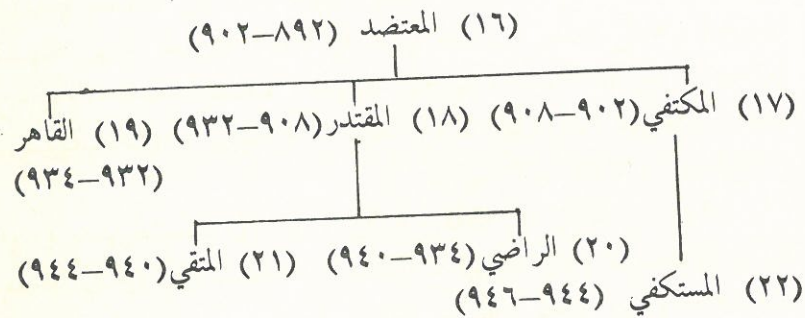 (١٦) المعتضد (٨٩٢–٩٠٢)
(١٧) المكتفي (٩٠٢–٩٠٨) (١٨) المقتدر (٩٠٨–٩٣٢) (١٩) القاهر
(٩٣٢–٩٣٤)
(٢٠) الراضي (٩٣٤–٩٤٠) (٢١) المتقي (٩٤٠–٩٤٤)
(٢٢) المستكفي (٩٤٤–٩٤٦)